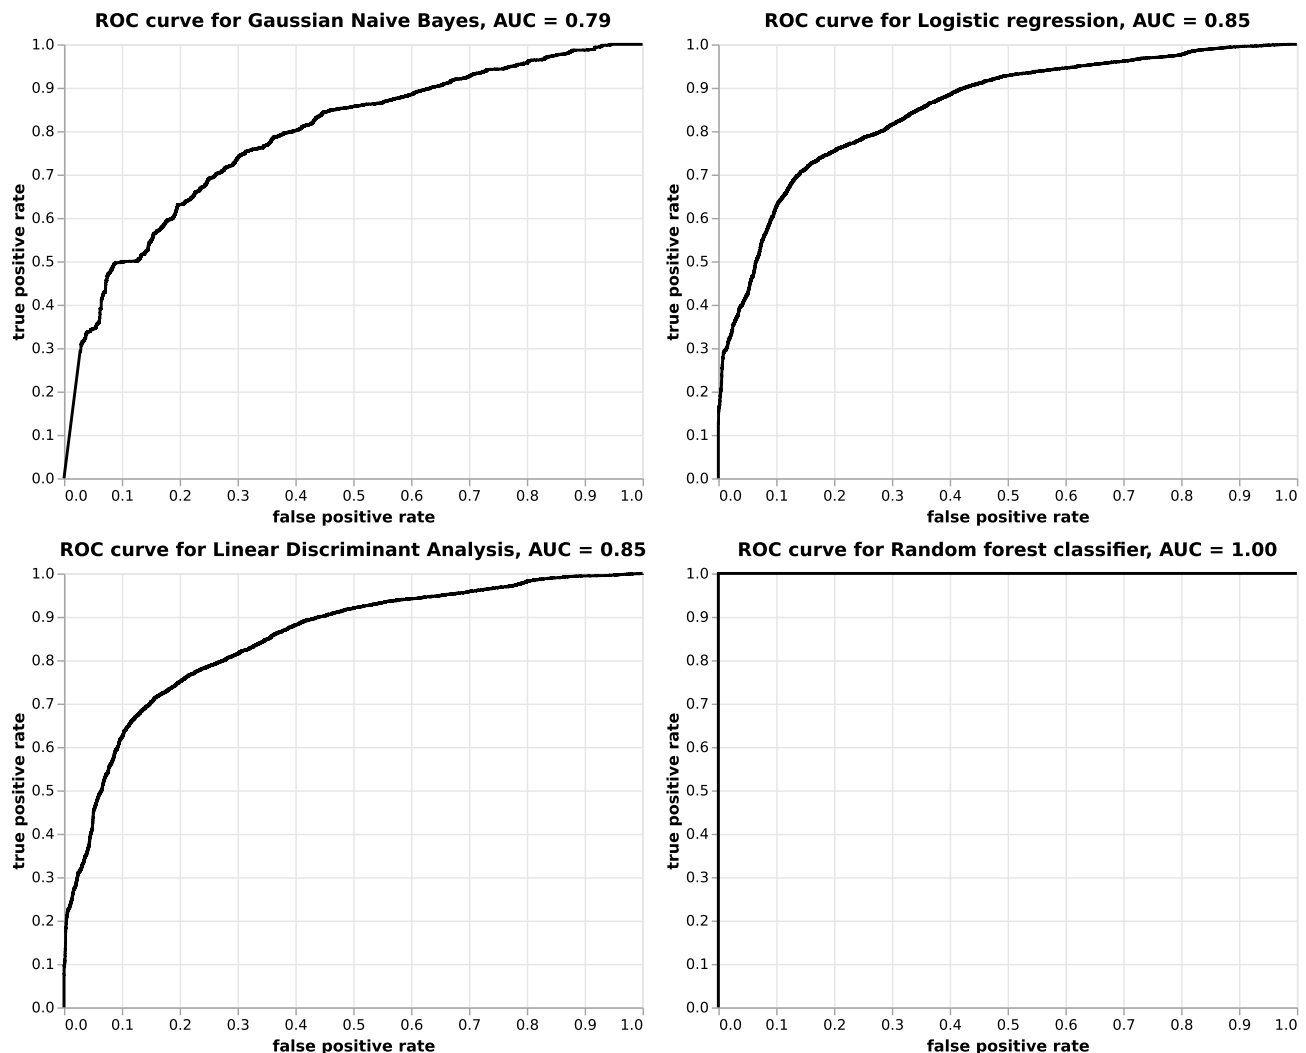 ROC curve for Gaussian Naive Bayes, AUC = 0.79
1.0
0.9
0.8
0.7
0.6
0.5
0.4
0.3
0.2
0.1
0.0
true positive rate
0.0 0.1 0.2 0.3 0.4 0.5 0.6 0.7 0.8 0.9 1.0
false positive rate
ROC curve for Logistic regression, AUC = 0.85
1.0
0.9
0.8
0.7
0.6
0.5
0.4
0.3
0.2
0.1
0.0
true positive rate
0.0 0.1 0.2 0.3 0.4 0.5 0.6 0.7 0.8 0.9 1.0
false positive rate
ROC curve for Linear Discriminant Analysis, AUC = 0.85
1.0
0.9
0.8
0.7
0.6
0.5
0.4
0.3
0.2
0.1
0.0
true positive rate
0.0 0.1 0.2 0.3 0.4 0.5 0.6 0.7 0.8 0.9 1.0
false positive rate
ROC curve for Random forest classifier, AUC = 1.00
1.0
0.9
0.8
0.7
0.6
0.5
0.4
0.3
0.2
0.1
0.0
true positive rate
0.0 0.1 0.2 0.3 0.4 0.5 0.6 0.7 0.8 0.9 1.0
false positive rate